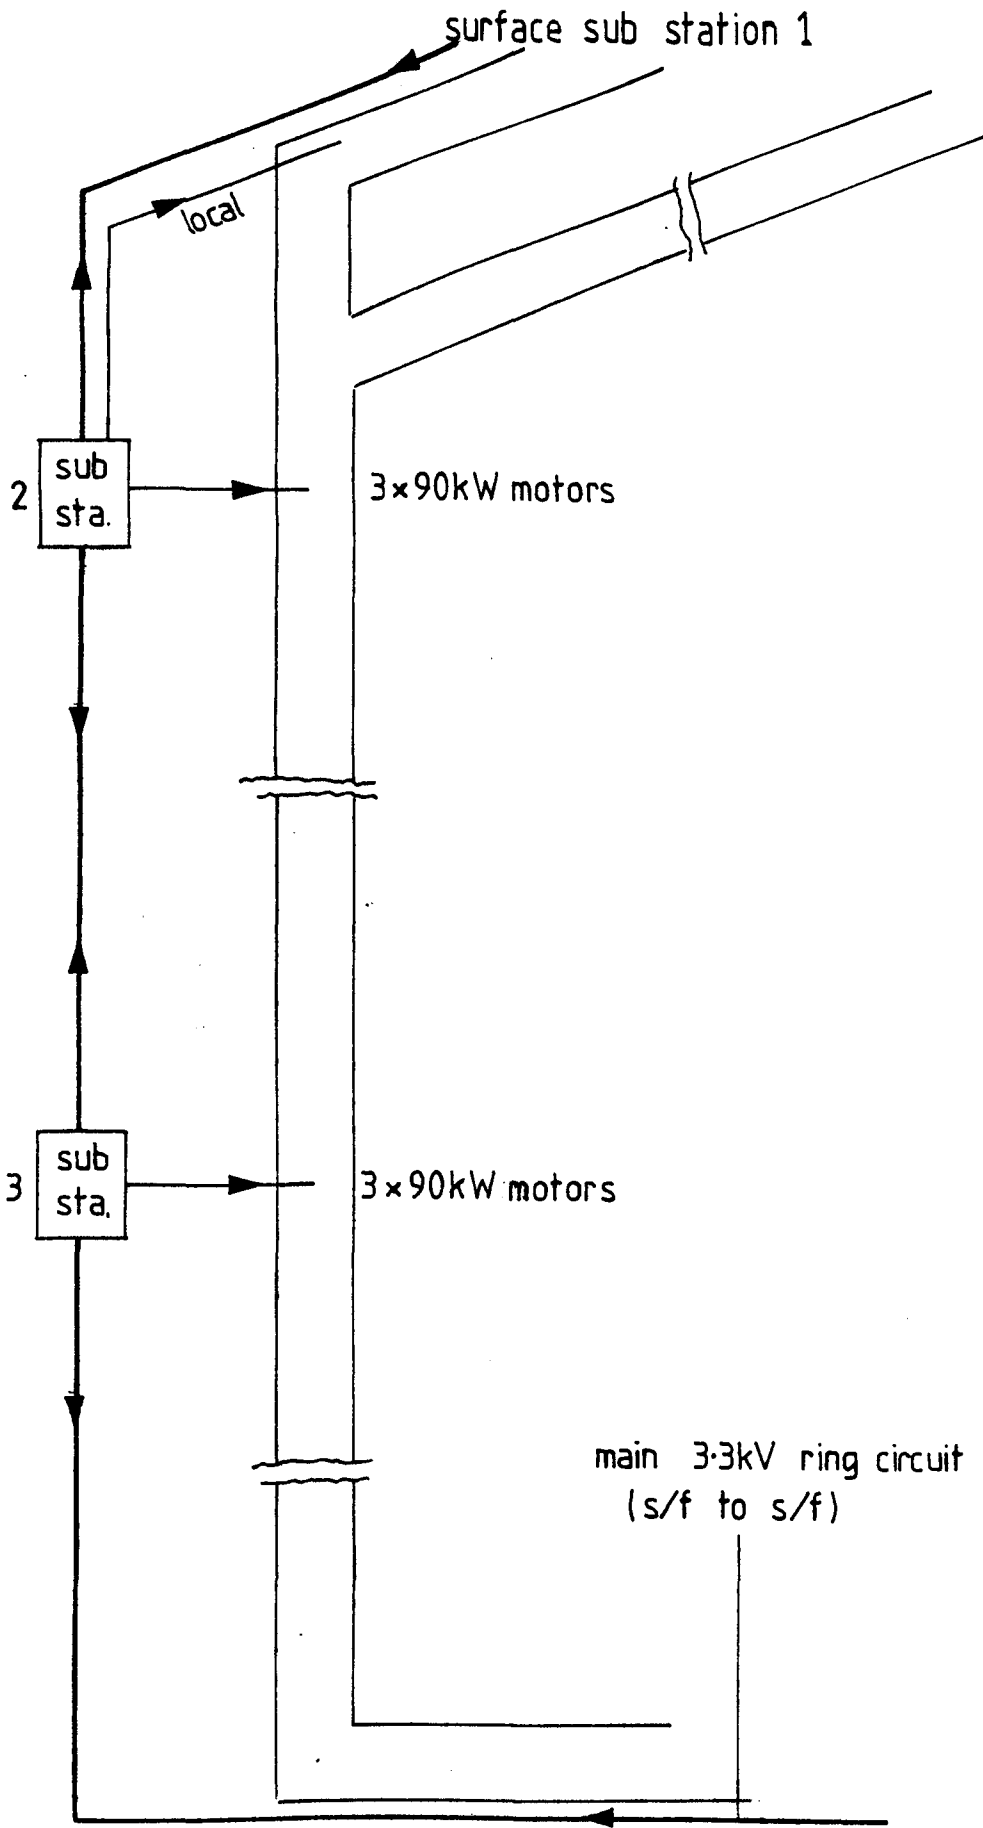 surface sub station 1
local
2
sub
sta.
3×90kW motors
3
sub
sta.
3×90kW motors
main 3·3kV ring circuit
(s/f to s/f)